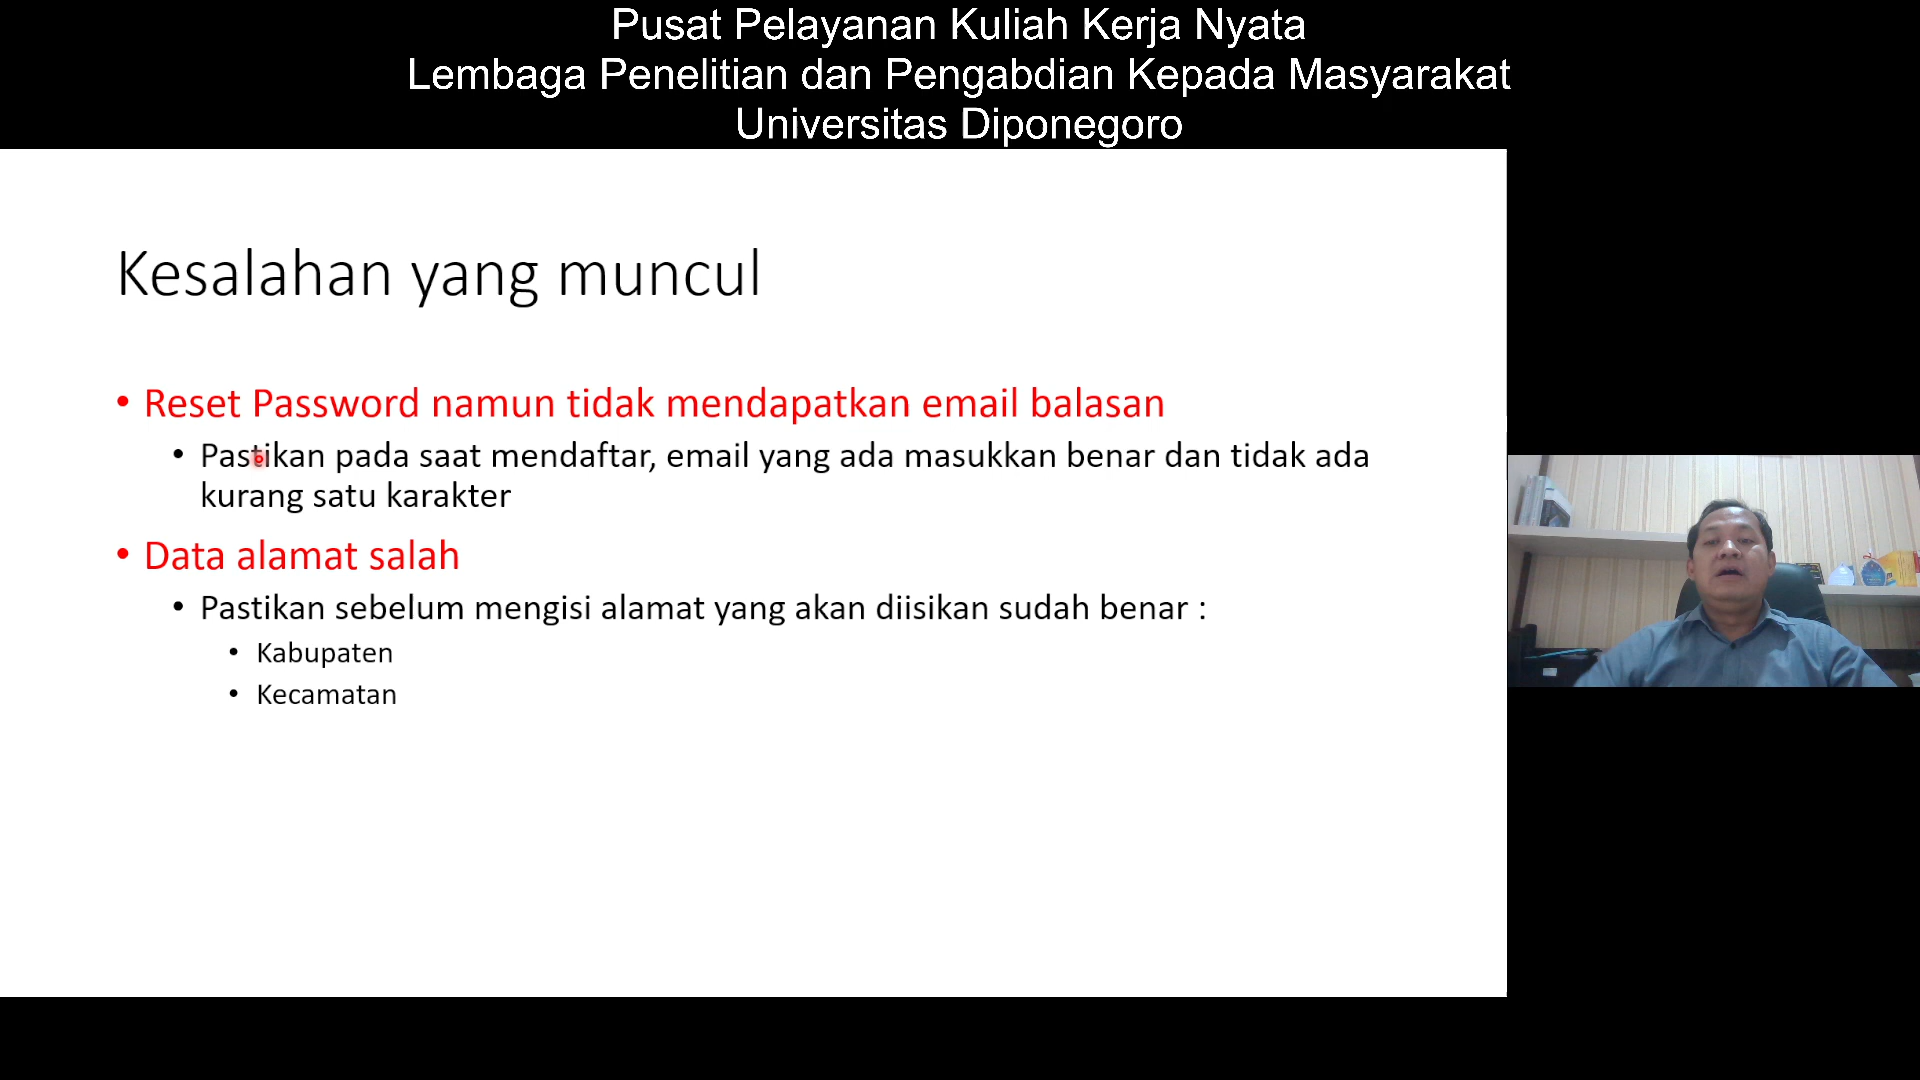 Pusat Pelayanan Kuliah Kerja Nyata
Lembaga Penelitian dan Pengabdian Kepada Masyarakat
Universitas Diponegoro
Kesalahan yang muncul
• Reset Password namun tidak mendapatkan email balasan
• Pastikan pada saat mendaftar, email yang ada masukkan benar dan tidak ada
kurang satu karakter
• Data alamat salah
• Pastikan sebelum mengisi alamat yang akan diisikan sudah benar :
• Kabupaten
• Kecamatan